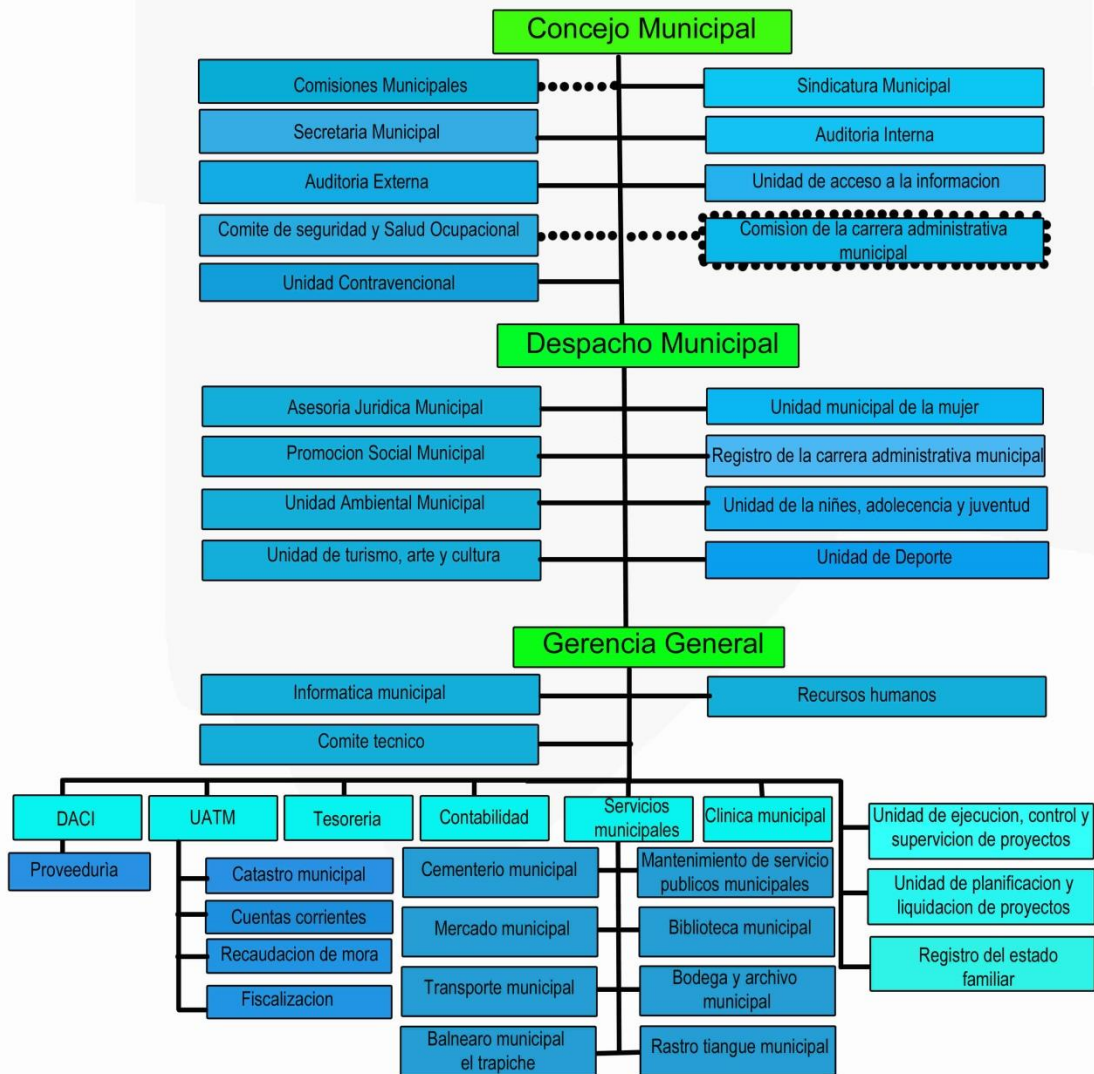 Concejo Municipal
Comisiones Municipales
Sindicatura Municipal
Secretaria Municipal
Auditoria Interna
Auditoria Externa
Unidad de acceso a la informacion
Comite de seguridad y Salud Ocupacional
Comisìon de la carrera administrativa
municipal
Unidad Contravencional
Despacho Municipal
Asesoria Juridica Municipal
Unidad municipal de la mujer
Promocion Social Municipal
Registro de la carrera administrativa municipal
Unidad Ambiental Municipal
Unidad de la niñes, adolecencia y juventud
Unidad de turismo, arte y cultura
Unidad de Deporte
Gerencia General
Informatica municipal
Recursos humanos
Comite tecnico
DACI
UATM
Tesoreria
Contabilidad
Servicios
municipales
Clinica municipal
Unidad de ejecucion, control y
supervicion de proyectos
Proveedurìa
Catastro municipal
Cuentas corrientes
Recaudacion de mora
Fiscalizacion
Cementerio municipal
Mantenimiento de servicio
publicos municipales
Mercado municipal
Biblioteca municipal
Transporte municipal
Bodega y archivo
municipal
Balnearo municipal
el trapiche
Rastro tiangue municipal
Unidad de planificacion y
liquidacion de proyectos
Registro del estado
familiar